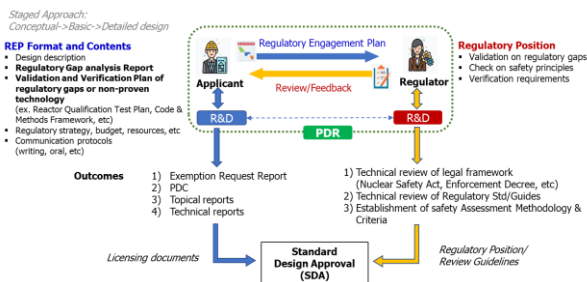 Staged Approach:
Conceptual->Basic->Detailed design
REP Format and Contents
▪ Design description
▪ Regulatory Gap analysis Report
▪ Validation and Verification Plan of
regulatory gaps or non-proven
technology
(ex. Reactor Qualification Test Plan, Code &
Methods Framework, etc)
▪ Regulatory strategy, budget, resources, etc
▪ Communication protocols
(writing, oral, etc)
Regulatory Engagement Plan
Applicant
Regulator
Review/Feedback
R&D
R&D
PDR
Regulatory Position
▪ Validation on regulatory gaps
▪ Check on safety principles
▪ Verification requirements
Outcomes
1) Exemption Request Report
2) PDC
3) Topical reports
4) Technical reports
1) Technical review of legal framework
(Nuclear Safety Act, Enforcement Decree, etc)
2) Technical review of Regulatory Std/Guides
3) Establishment of safety Assessment Methodology &
Criteria
Licensing documents
Standard
Design Approval
(SDA)
Regulatory Position/
Review Guidelines